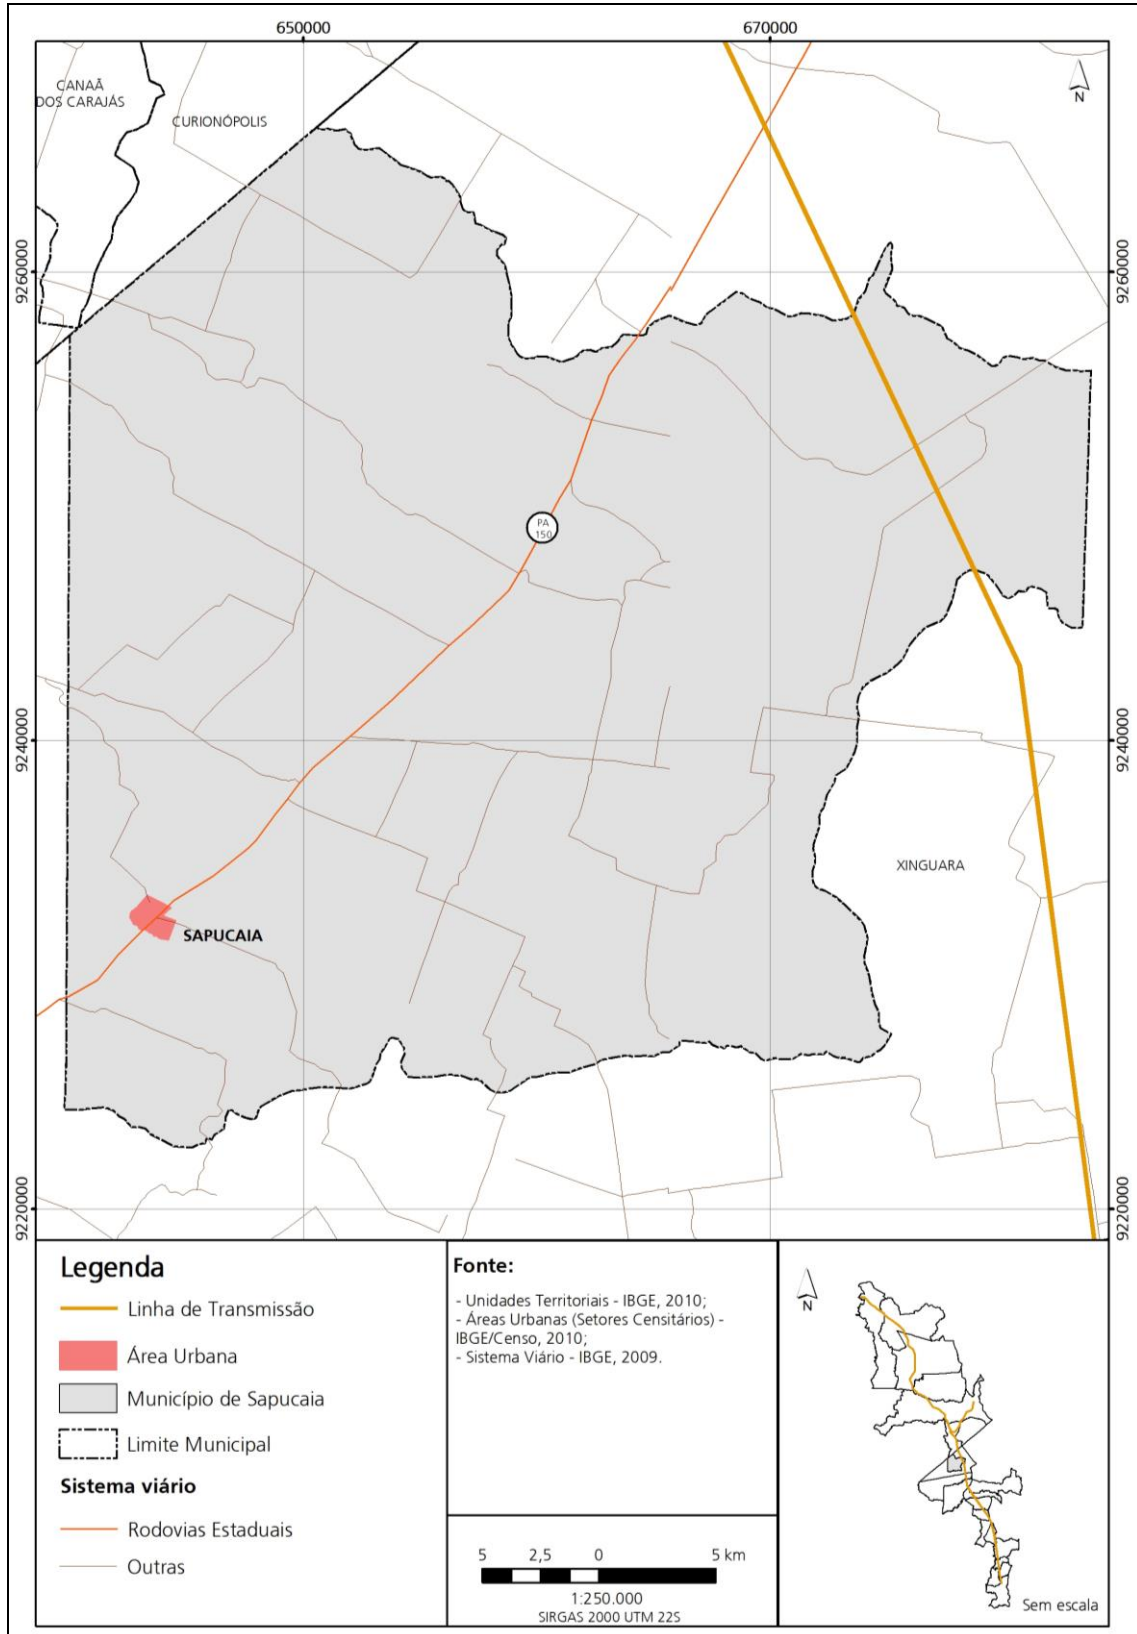 650000
670000
CANAÃ
DOS CARAJÁS
CURIONÓPOLIS
N
9260000
9260000
PA
150
9240000
9240000
XINGUARA
SAPUCAIA
9220000
9220000
Legenda
Linha de Transmissão
Área Urbana
Município de Sapucaia
Limite Municipal
Sistema viário
Rodovias Estaduais
Outras
Fonte:
- Unidades Territoriais - IBGE, 2010;
- Áreas Urbanas (Setores Censitários) -
IBGE/Censo, 2010;
- Sistema Viário - IBGE, 2009.
5 2,5 0 5 km
1:250.000
SIRGAS 2000 UTM 22S
N
Sem escala